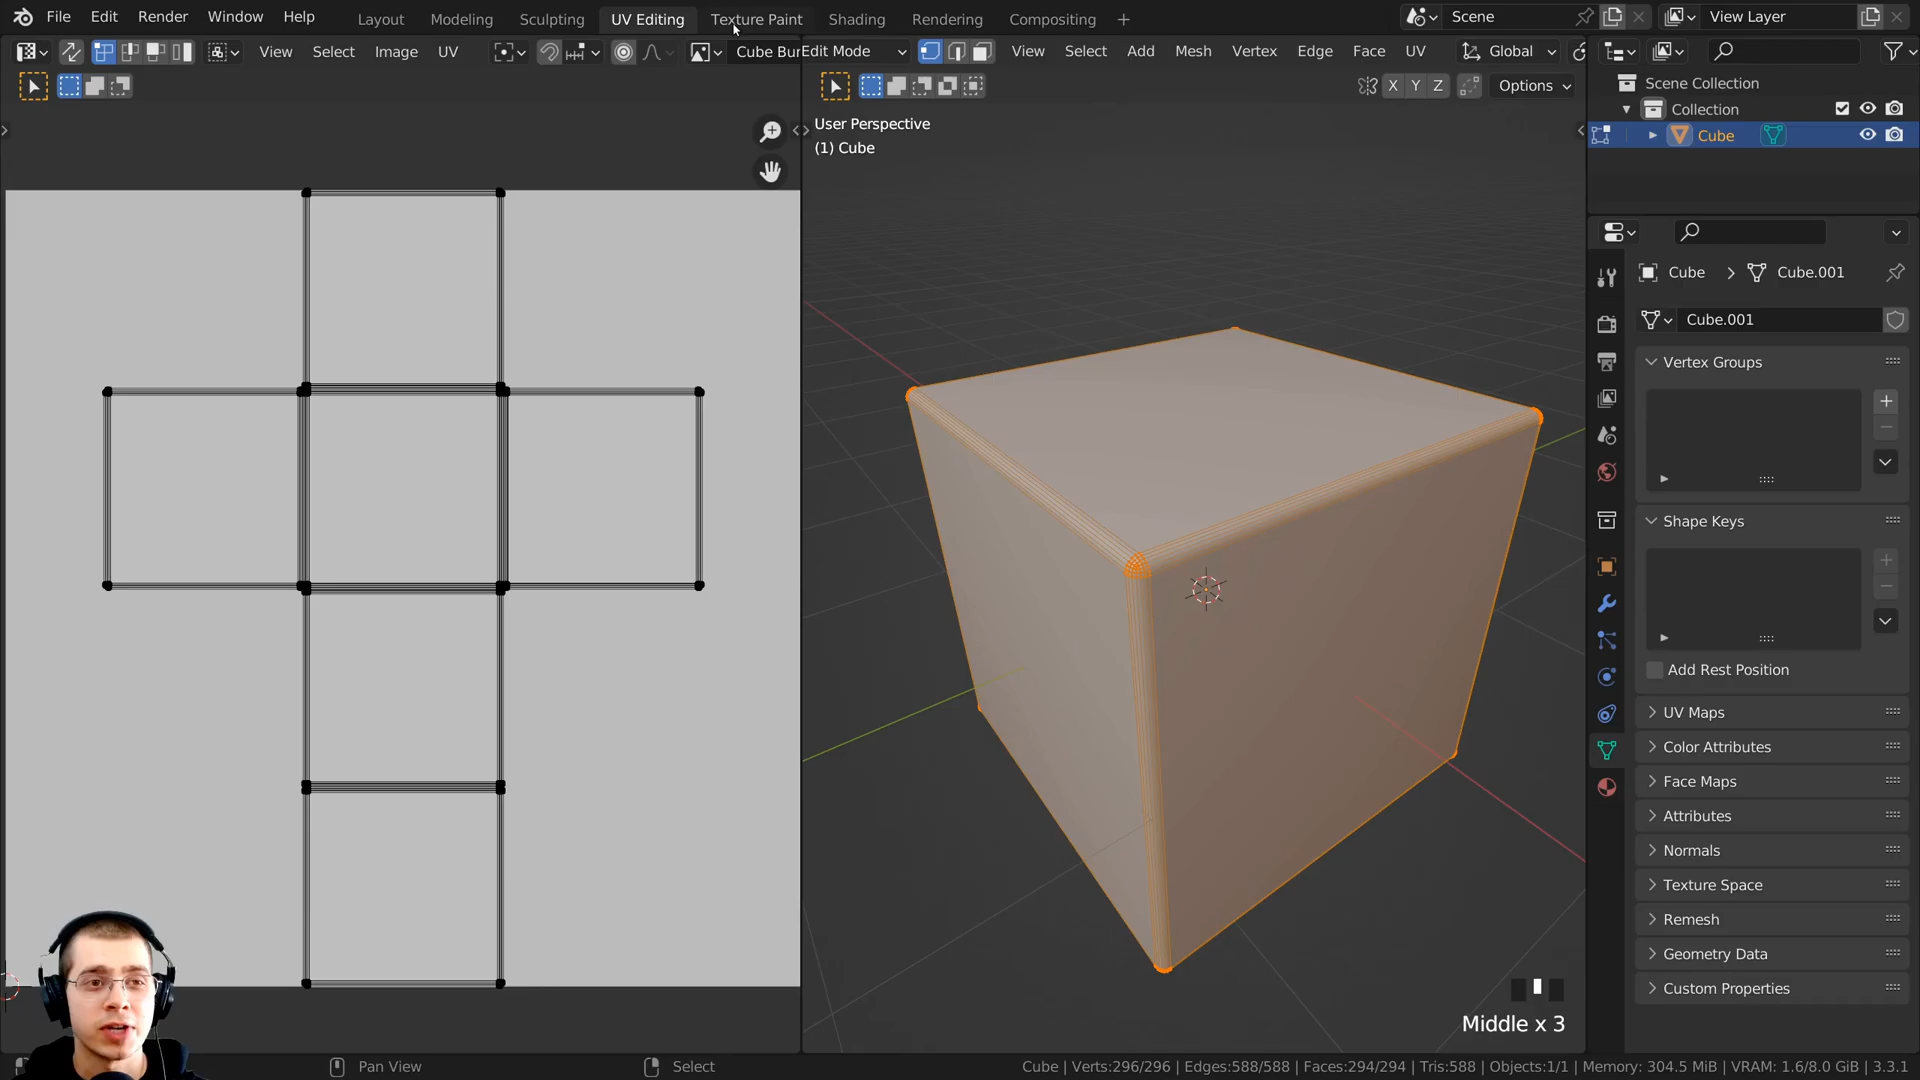 File Edit Render Window Help Layout Modeling Sculpting UV Editing Texture Paint Shading Rendering Compositing + Scene View Layer
View Select Image UV Cube Bur Edit Mode View Select Add Mesh Vertex Edge Face UV Global
X Y Z Options
User Perspective
(1) Cube
Scene Collection
Collection
Cube
Cube > Cube.001
Cube.001
Vertex Groups
Shape Keys
Add Rest Position
UV Maps
Color Attributes
Face Maps
Attributes
Normals
Texture Space
Remesh
Geometry Data
Custom Properties
Middle x 3
Pan View Select Cube | Verts:296/296 | Edges:588/588 | Faces:294/294 | Tris:588 | Objects:1/1 | Memory: 304.5 MiB | VRAM: 1.6/8.0 GiB | 3.3.1